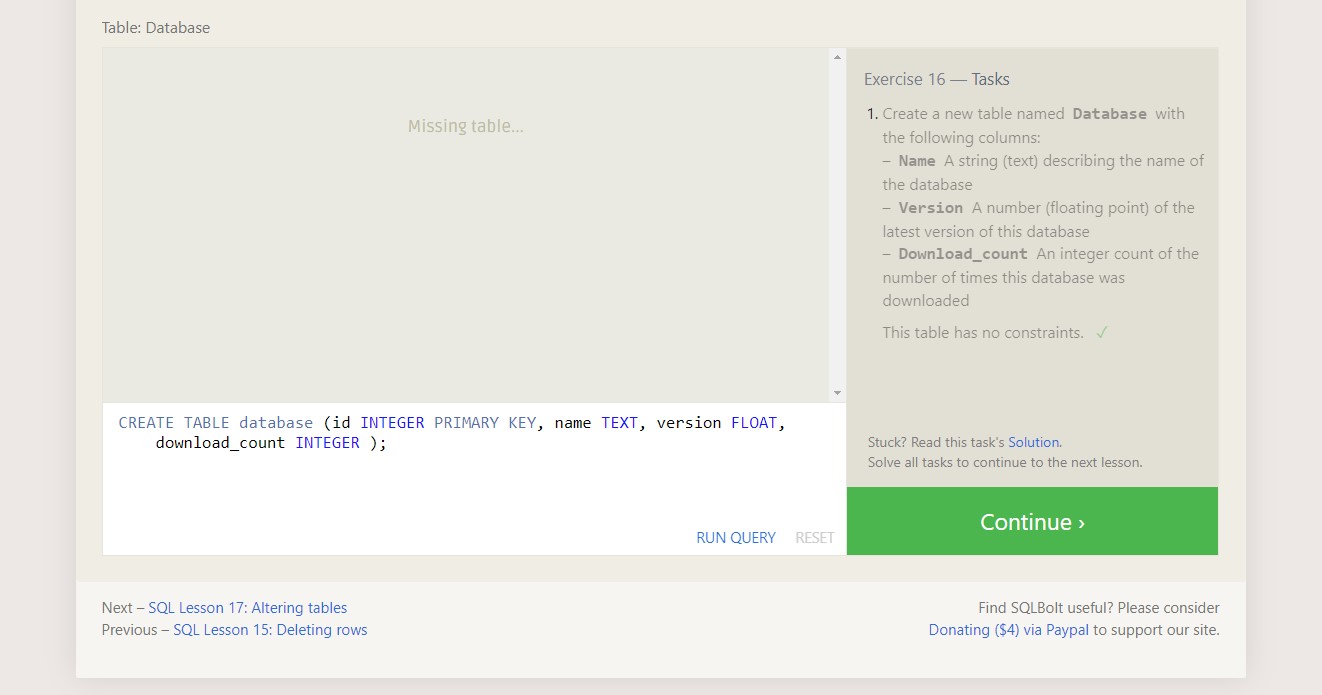 Table: Database
Missing table...
CREATE TABLE database (id INTEGER PRIMARY KEY, name TEXT, version FLOAT,
download_count INTEGER );
RUN QUERY RESET
Exercise 16 — Tasks
1. Create a new table named Database with
the following columns:
– Name A string (text) describing the name of
the database
– Version A number (floating point) of the
latest version of this database
– Download_count An integer count of the
number of times this database was
downloaded
This table has no constraints. ✓
Stuck? Read this task's Solution.
Solve all tasks to continue to the next lesson.
Continue ›
Next – SQL Lesson 17: Altering tables
Previous – SQL Lesson 15: Deleting rows
Find SQLBolt useful? Please consider
Donating ($4) via Paypal to support our site.